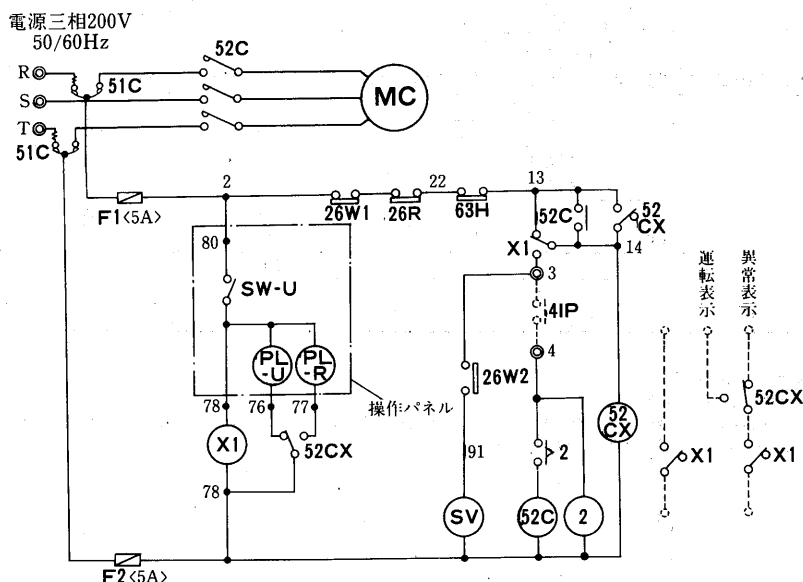 電源三相200V
50/60Hz
R
S
T
51C
51C
52C
MC
F1<5A>
2
26W1
26R
22
63H
13
52C
52
CX
14
X1
3
80
SW-U
PL
-U
PL
-R
操作パネル
78
76
77
X1
52CX
78
41P
4
26W2
91
2
52
CX
SV
52C
2
F2<5A>
運転表示
異常表示
52CX
X1
X1